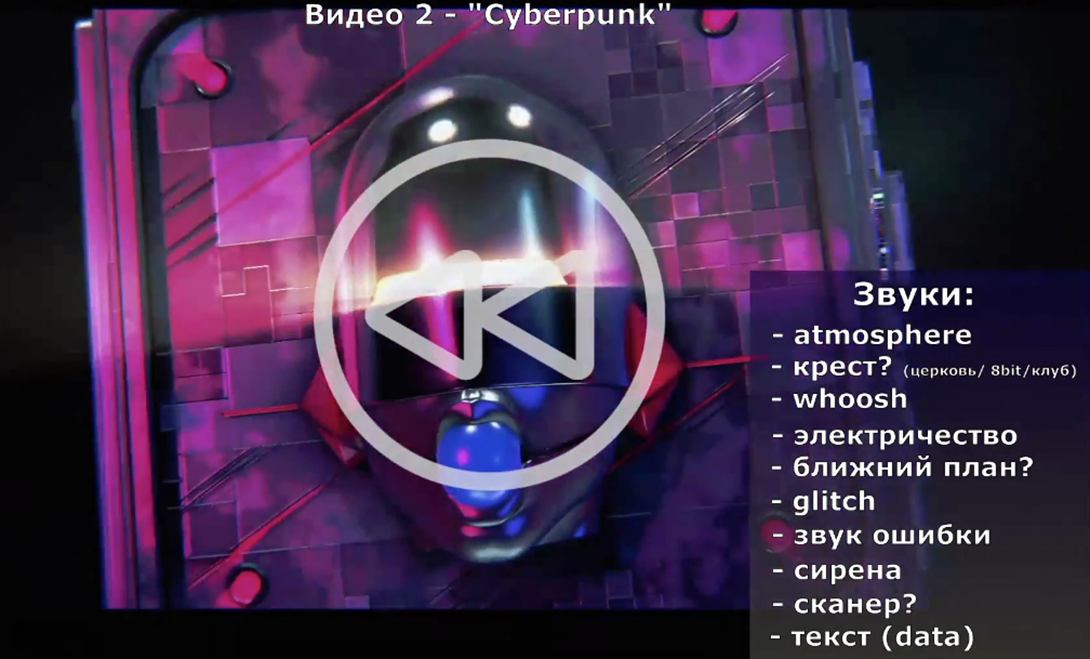 Видео 2 - "Cyberpunk"
Звуки:
- atmosphere
- крест? (церковь/ 8bit/клуб)
- whoosh
- электричество
- ближний план?
- glitch
- звук ошибки
- сирена
- сканер?
- текст (data)